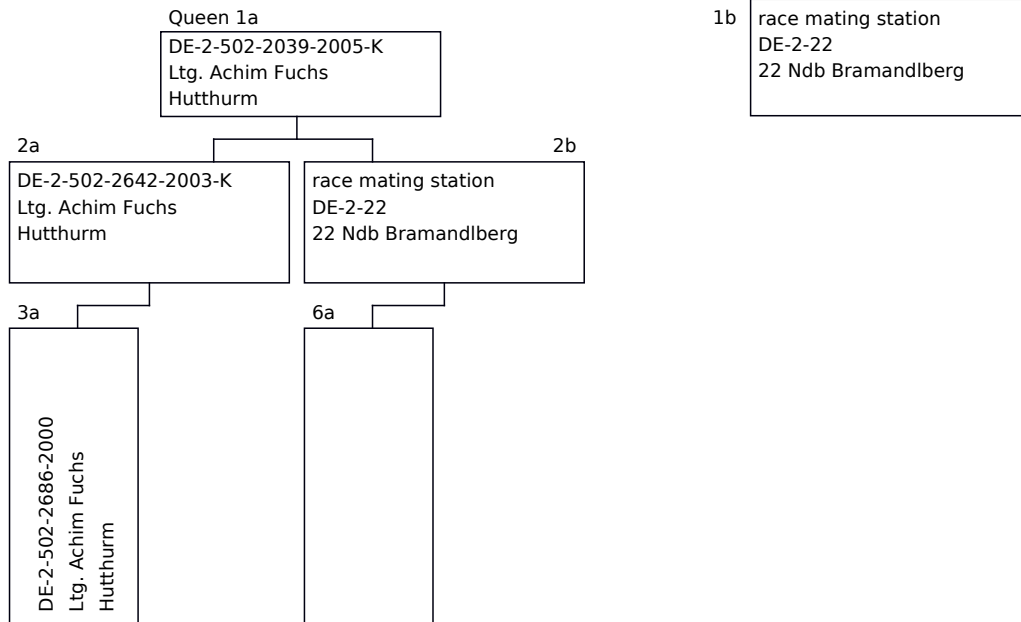 Queen 1a
DE-2-502-2039-2005-K
Ltg. Achim Fuchs
Hutthurm
1b
race mating station
DE-2-22
22 Ndb Bramandlberg
2a
DE-2-502-2642-2003-K
Ltg. Achim Fuchs
Hutthurm
2b
race mating station
DE-2-22
22 Ndb Bramandlberg
3a
DE-2-502-2686-2000
Ltg. Achim Fuchs
Hutthurm
6a